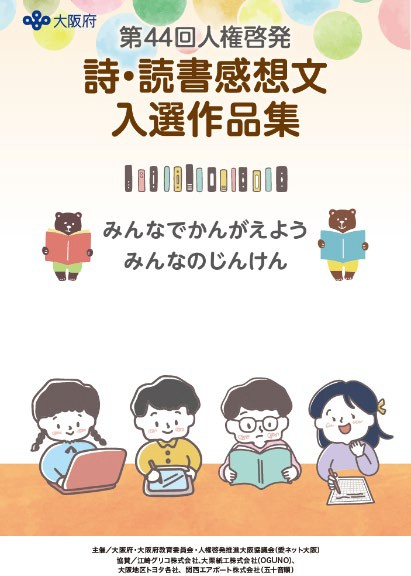 大阪府
第44回人権啓発
詩・読書感想文
入選作品集
みんなでかんがえよう
みんなのじんけん
主催／大阪府・大阪府教育委員会・人権啓発推進大阪協議会(愛ネット大阪)
協賛／江崎グリコ株式会社、大栗紙工株式会社(OGUNO)、
大阪地区トヨタ各社、関西エアポート株式会社(五十音順)